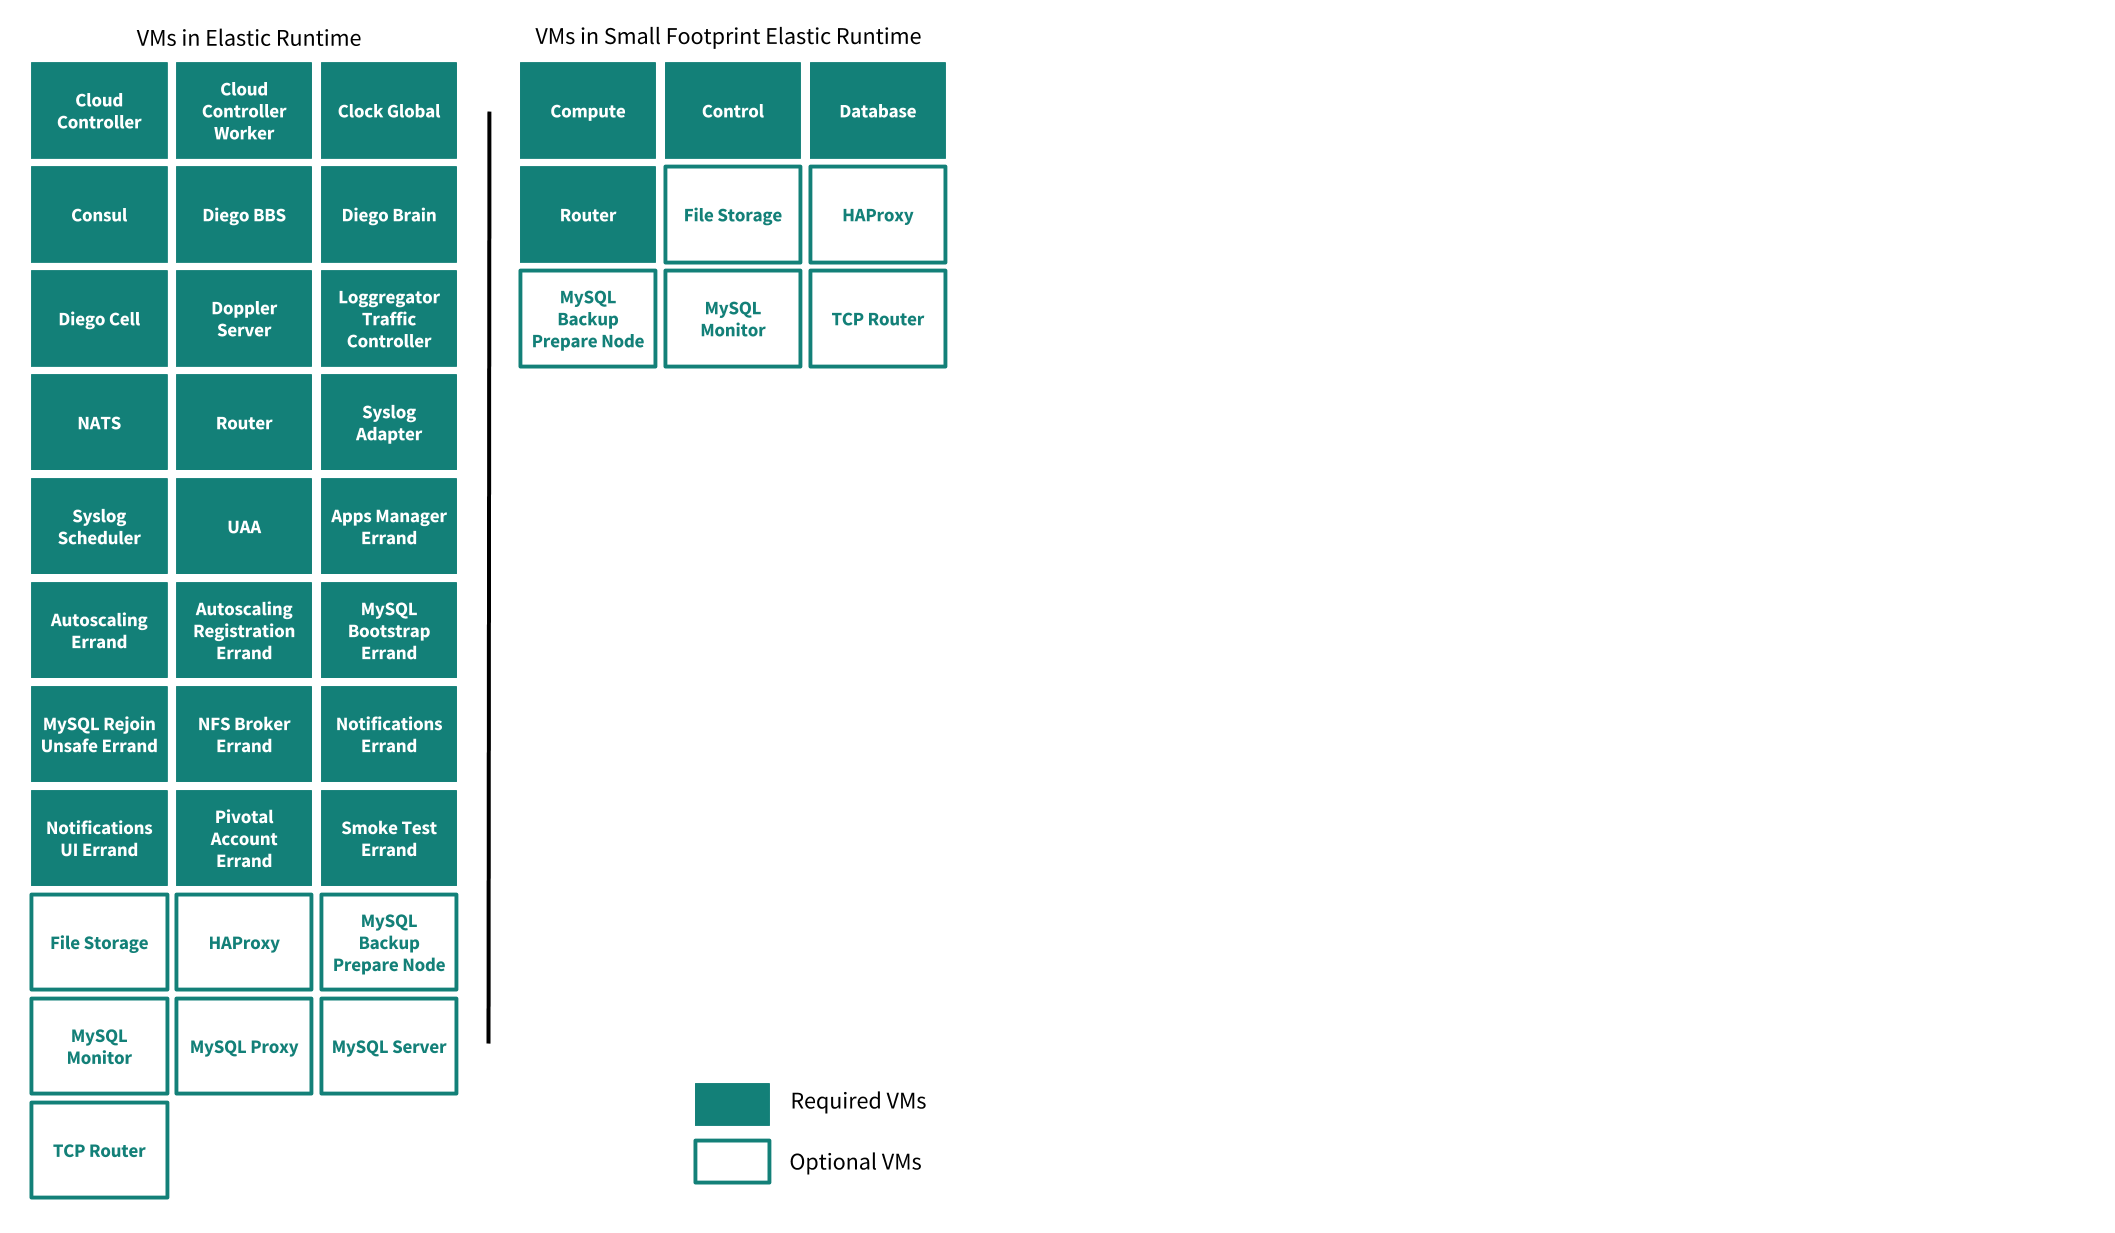 VMs in Elastic Runtime
Cloud
Controller
Cloud
Controller
Worker
Clock Global
Consul
Diego BBS
Diego Brain
Diego Cell
Doppler
Server
Loggregator
Traffic
Controller
NATS
Router
Syslog
Adapter
Syslog
Scheduler
UAA
Apps Manager
Errand
Autoscaling
Errand
Autoscaling
Registration
Errand
MySQL
Bootstrap
Errand
MySQL Rejoin
Unsafe Errand
NFS Broker
Errand
Notifications
Errand
Notifications
UI Errand
Pivotal
Account
Errand
Smoke Test
Errand
File Storage
HAProxy
MySQL
Backup
Prepare Node
MySQL
Monitor
MySQL Proxy
MySQL Server
TCP Router
VMs in Small Footprint Elastic Runtime
Compute
Control
Database
Router
File Storage
HAProxy
MySQL
Backup
Prepare Node
MySQL
Monitor
TCP Router
Required VMs
Optional VMs